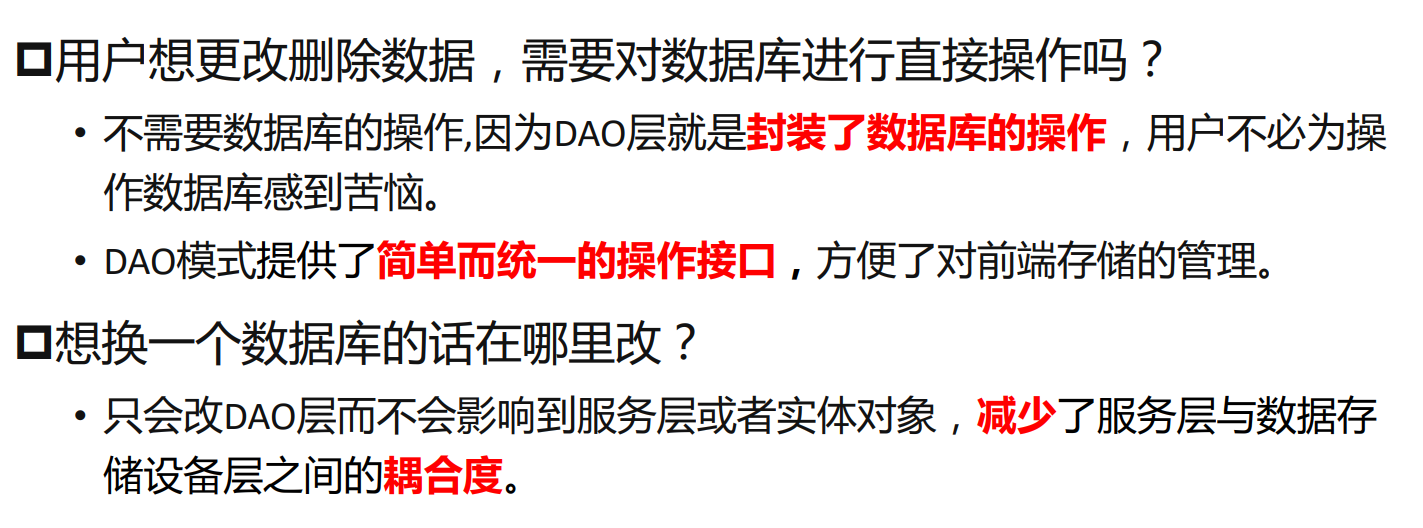 用户想更改删除数据，需要对数据库进行直接操作吗？
• 不需要数据库的操作,因为DAO层就是封装了数据库的操作，用户不必为操
作数据库感到苦恼。
• DAO模式提供了简单而统一的操作接口，方便了对前端存储的管理。
想换一个数据库的话在哪里改？
• 只会改DAO层而不会影响到服务层或者实体对象，减少了服务层与数据存
储设备层之间的耦合度。